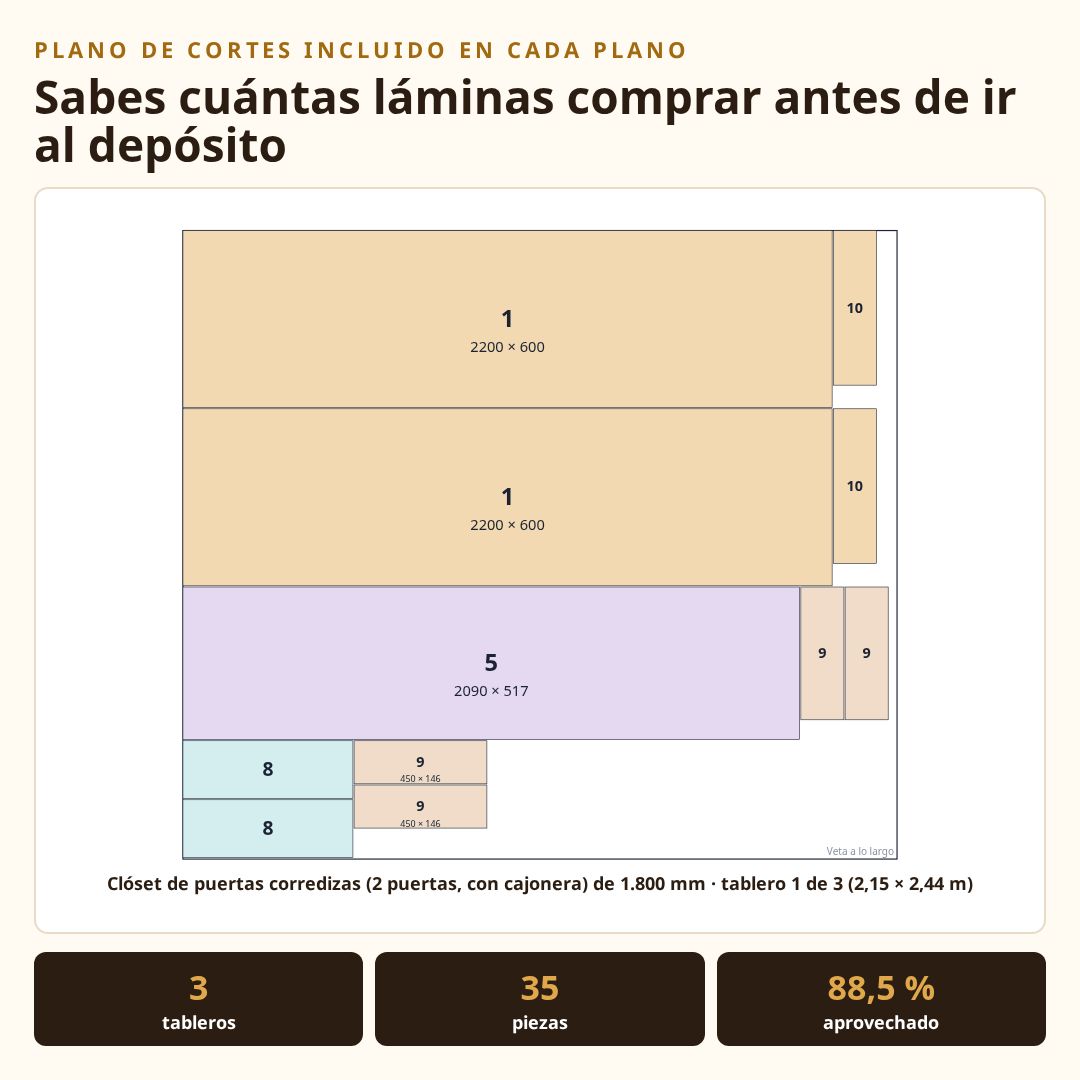 PLANO DE CORTES INCLUIDO EN CADA PLANO
Sabes cuántas láminas comprar antes de ir
al depósito
1
2200 × 600
10
1
2200 × 600
10
5
2090 × 517
9
9
8
9
450 × 146
8
9
450 × 146
Veta a lo largo
Clóset de puertas corredizas (2 puertas, con cajonera) de 1.800 mm · tablero 1 de 3 (2,15 × 2,44 m)
3
tableros
35
piezas
88,5 %
aprovechado